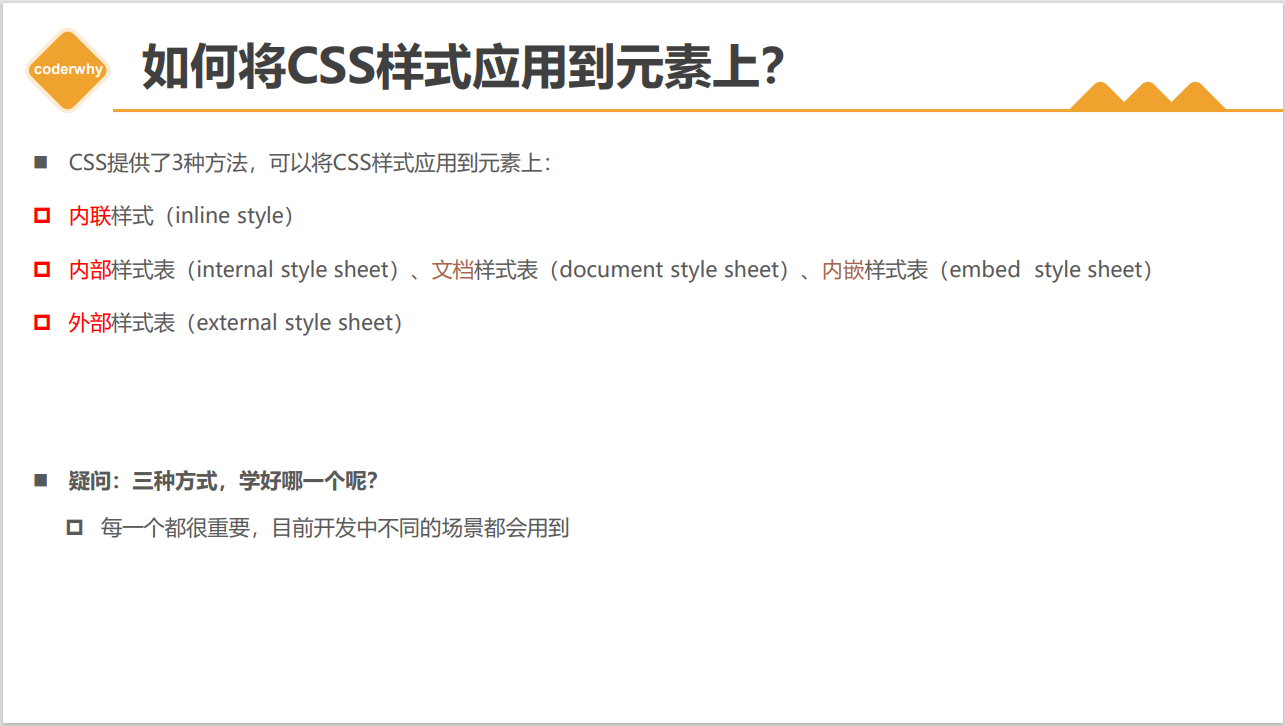 coderwhy
如何将CSS样式应用到元素上？
CSS提供了3种方法，可以将CSS样式应用到元素上：
内联样式（inline style）
内部样式表（internal style sheet）、文档样式表（document style sheet）、内嵌样式表（embed  style sheet）
外部样式表（external style sheet）
疑问：三种方式，学好哪一个呢？
每一个都很重要，目前开发中不同的场景都会用到